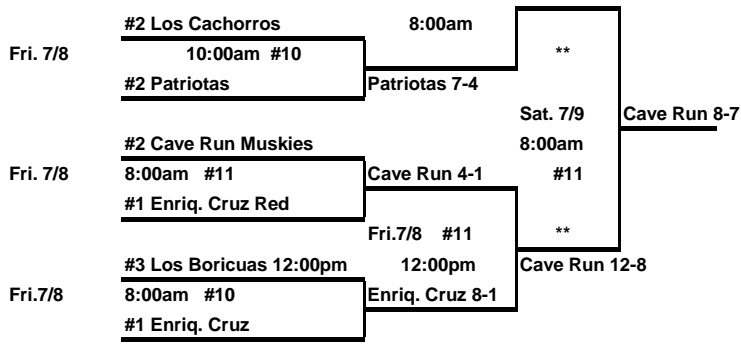 #2 Los Cachorros 8:00am
Fri. 7/8 10:00am #10 **
#2 Patriotas Patriotas 7-4
Sat. 7/9 Cave Run 8-7
#2 Cave Run Muskies 8:00am
Fri. 7/8 8:00am #11 Cave Run 4-1 #11
#1 Enriq. Cruz Red
Fri.7/8 #11 **
#3 Los Boricuas 12:00pm 12:00pm Cave Run 12-8
Fri.7/8 8:00am #10 Enriq. Cruz 8-1
#1 Enriq. Cruz